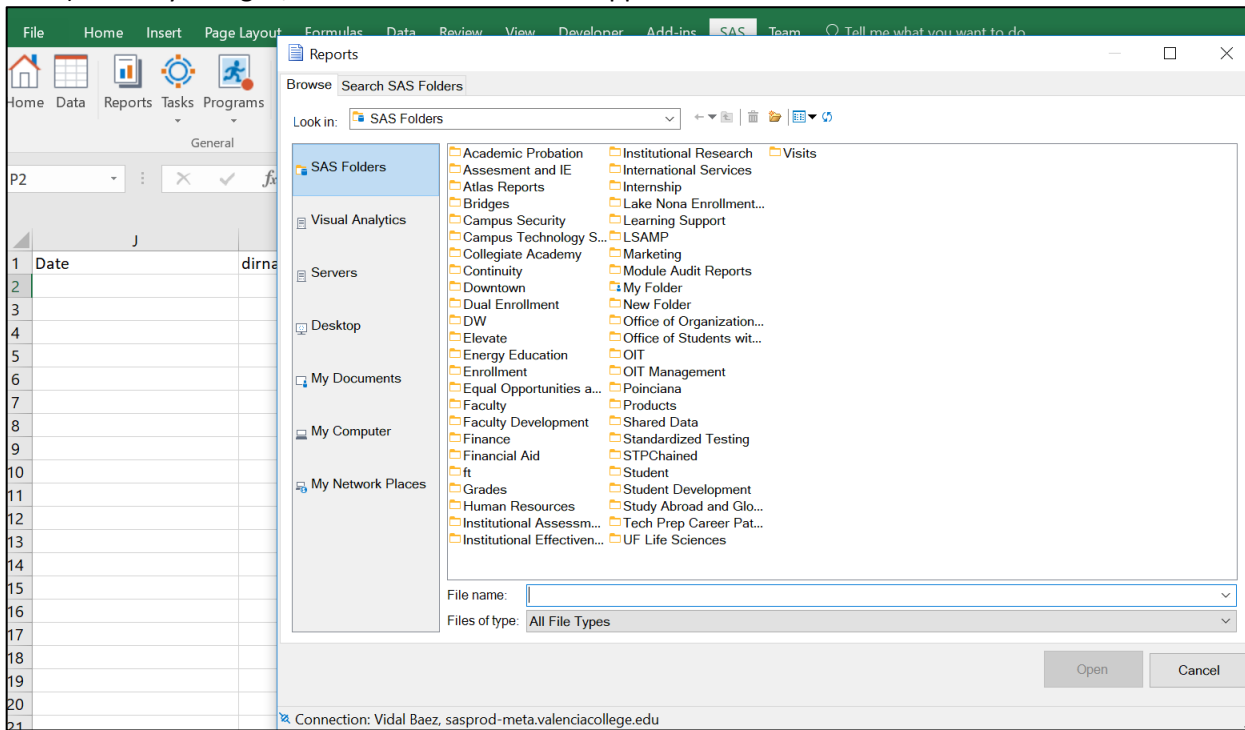 File Home Insert Page Layout Formulas Data Review View Developer Add-ins SAS Team Tell me what you want to do
Home Data Reports Tasks Programs
General
P2 fx
J
1 Date dirna
2
3
4
5
6
7
8
9
10
11
12
13
14
15
16
17
18
19
20
21
Reports
Browse Search SAS Folders
Look in: SAS Folders
SAS Folders
Visual Analytics
Servers
Desktop
My Documents
My Computer
My Network Places
Academic Probation
Assesment and IE
Atlas Reports
Bridges
Campus Security
Campus Technology S...
Collegiate Academy
Continuity
Downtown
Dual Enrollment
DW
Elevate
Energy Education
Enrollment
Equal Opportunities a...
Faculty
Faculty Development
Finance
Financial Aid
ft
Grades
Human Resources
Institutional Assessm...
Institutional Effectiven...
Institutional Research
International Services
Internship
Lake Nona Enrollment...
Learning Support
LSAMP
Marketing
Module Audit Reports
My Folder
New Folder
Office of Organization...
Office of Students wit...
OIT
OIT Management
Poinciana
Products
Shared Data
Standardized Testing
STPChained
Student
Student Development
Study Abroad and Glo...
Tech Prep Career Pat...
UF Life Sciences
Visits
File name:
Files of type: All File Types
Open Cancel
Connection: Vidal Baez, sasprod-meta.valenciacollege.edu